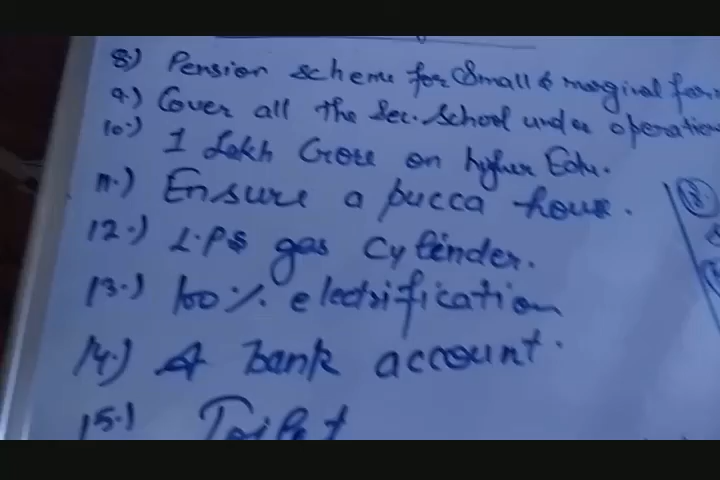 8.) Pension scheme for Small & marginal
9.) Cover all the Sec. School under operation
10.) 1 Lakh Crore on higher Edu.
11.) Ensure a pucca house.
12.) L.PG gas Cylinder.
13.) 100% electrification
14.) A bank account.
15.) Toilet